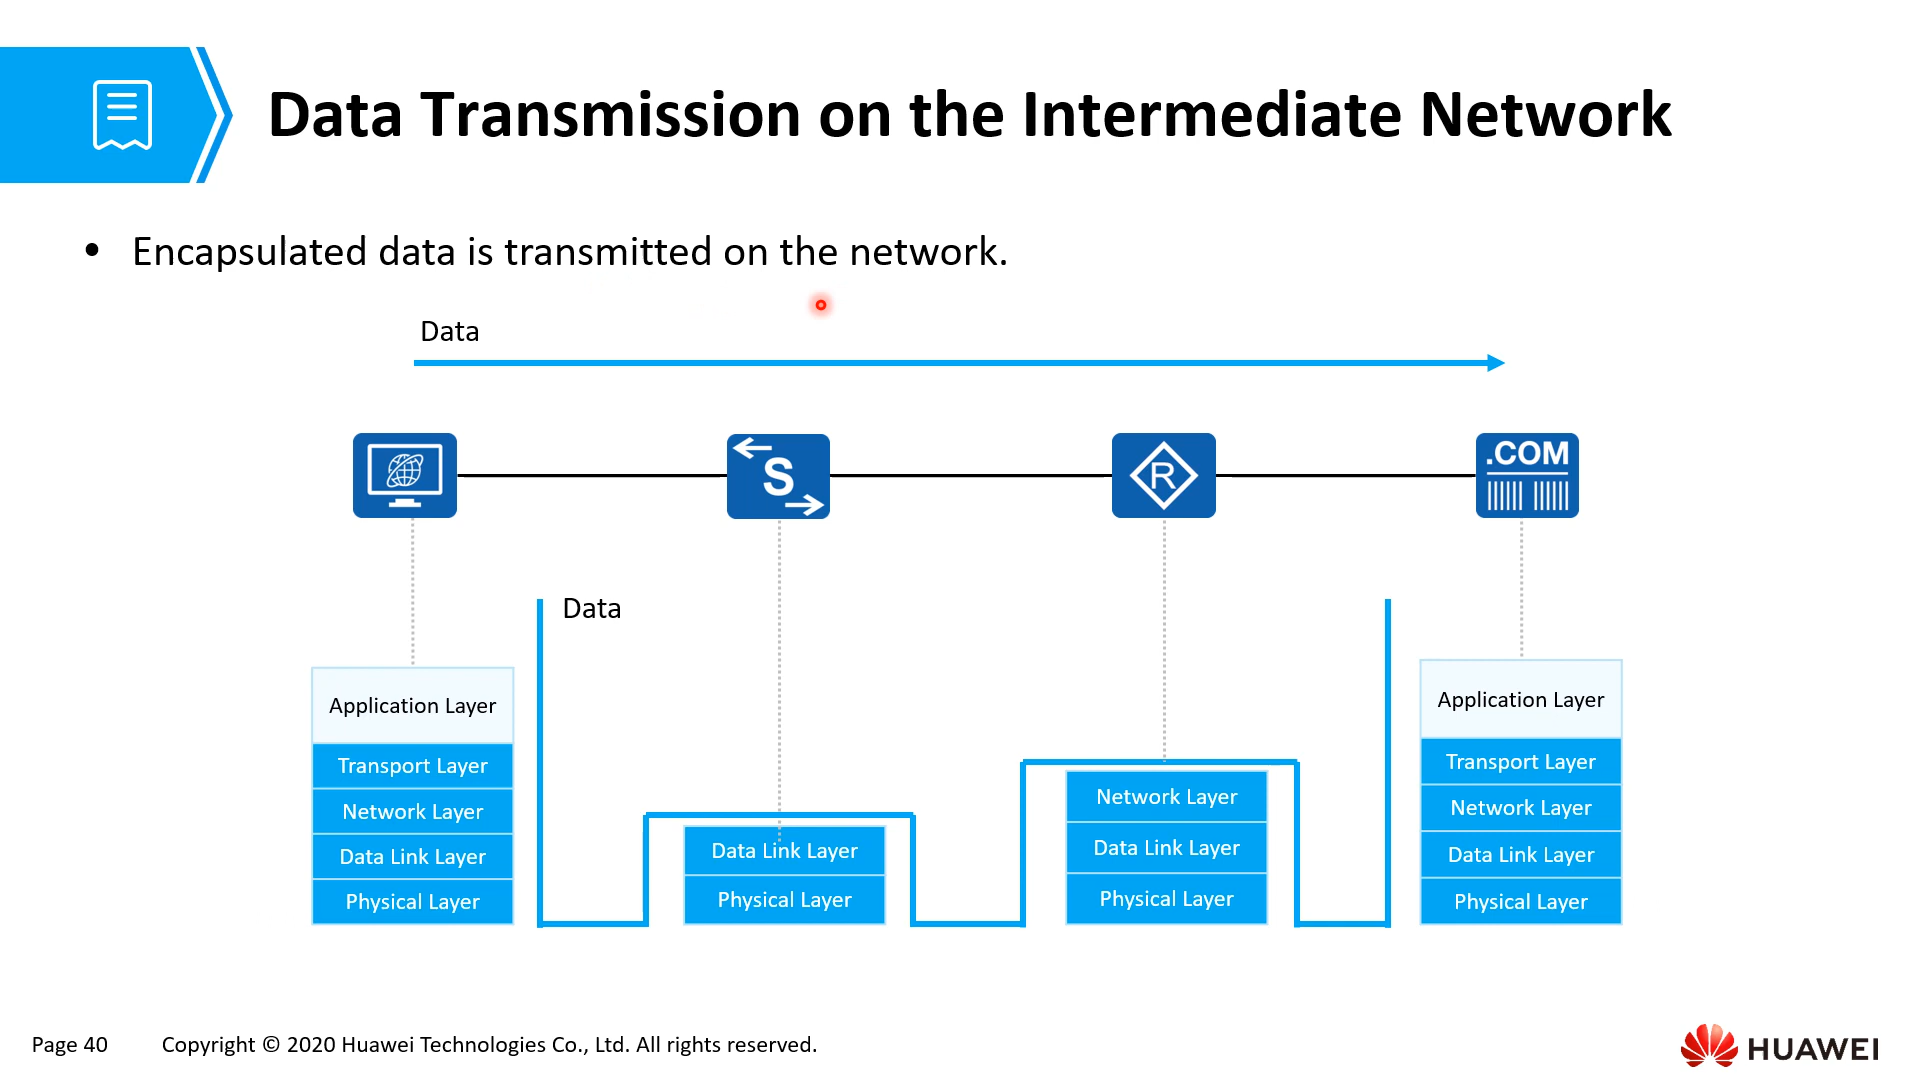 Data Transmission on the Intermediate Network
• Encapsulated data is transmitted on the network.
Data
S
R
.COM
Data
Application Layer
Transport Layer
Network Layer
Data Link Layer
Physical Layer
Data Link Layer
Physical Layer
Network Layer
Data Link Layer
Physical Layer
Application Layer
Transport Layer
Network Layer
Data Link Layer
Physical Layer
Page 40
Copyright © 2020 Huawei Technologies Co., Ltd. All rights reserved.
HUAWEI